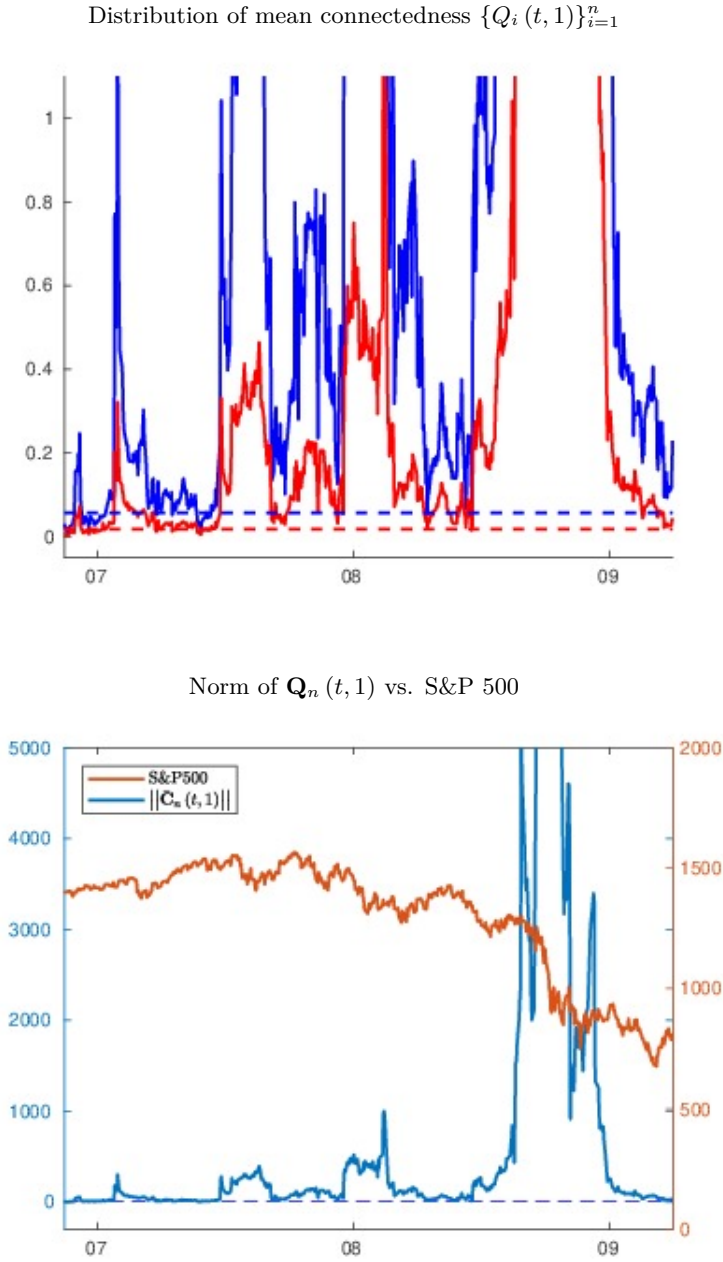 Distribution of mean connectedness {Q_i (t, 1)}_{i=1}^n
1
0.8
0.6
0.4
0.2
0
07 08 09
Norm of Q_n (t, 1) vs. S&P 500
5000 2000
S&P500
||C_n (t, 1)||
4000
1500
3000
1000
2000
1000
500
0
0
07 08 09